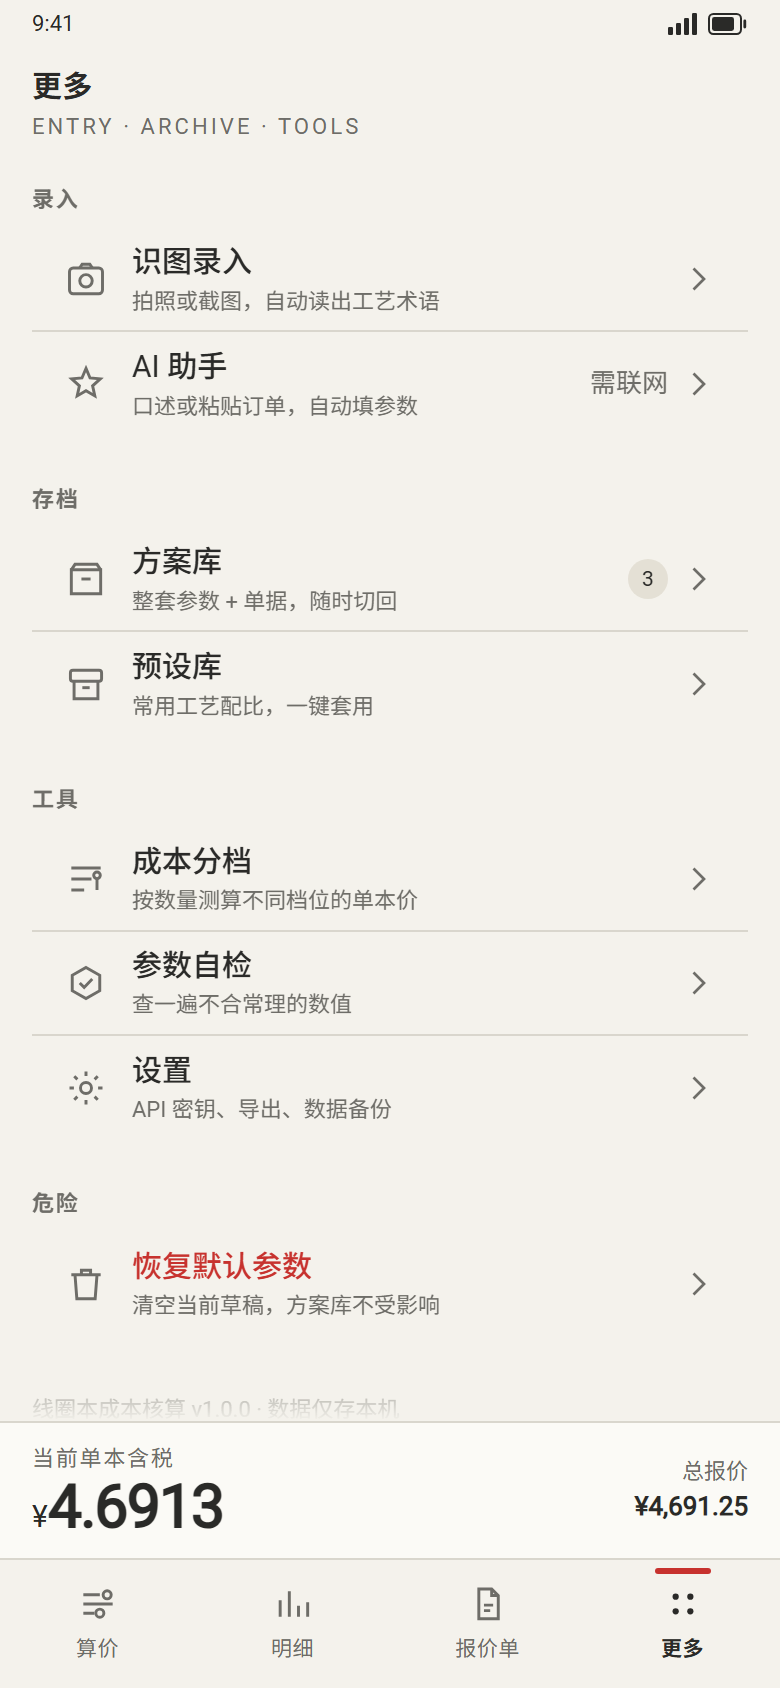 9:41
更多
ENTRY · ARCHIVE · TOOLS
录入
识图录入
拍照或截图，自动读出工艺术语
AI 助手
口述或粘贴订单，自动填参数
需联网
存档
方案库
整套参数 + 单据，随时切回
3
预设库
常用工艺配比，一键套用
工具
成本分档
按数量测算不同档位的单本价
参数自检
查一遍不合常理的数值
设置
API 密钥、导出、数据备份
危险
恢复默认参数
清空当前草稿，方案库不受影响
线圈本成本核算 v1.0.0 · 数据仅存本机
当前单本含税
¥4.6913
总报价
¥4,691.25
算价
明细
报价单
更多